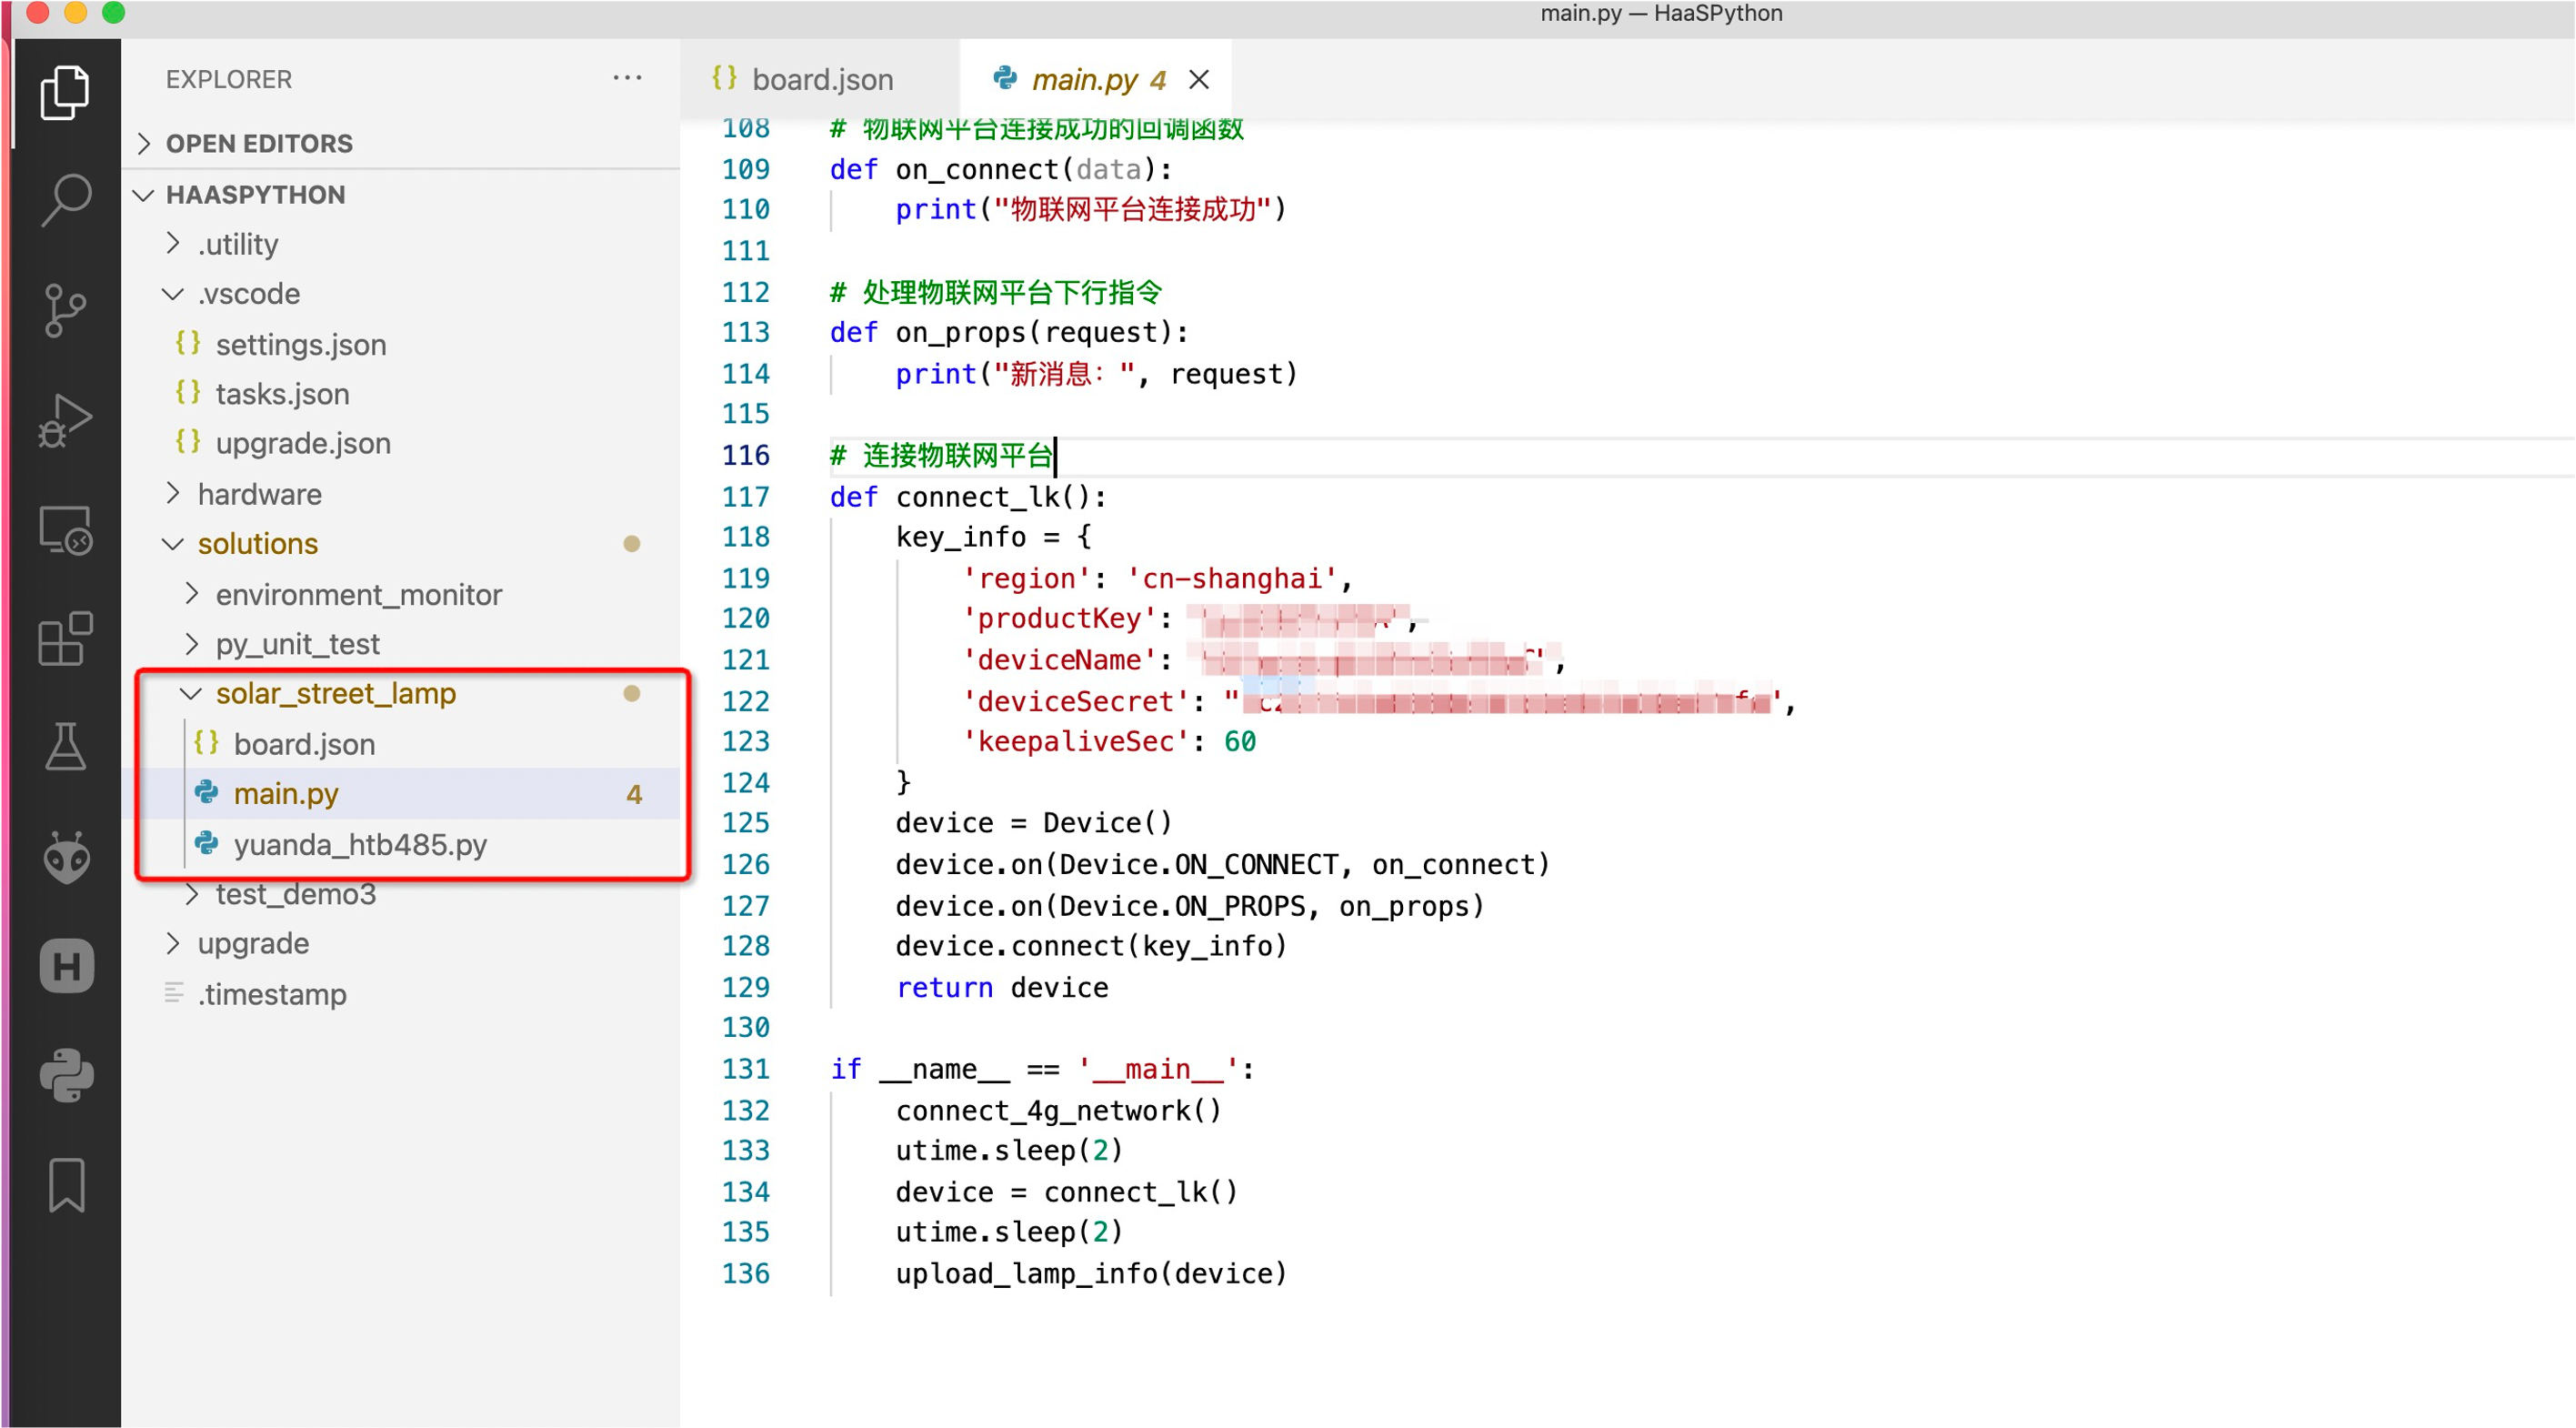 main.py — HaaSPython
EXPLORER
OPEN EDITORS
HAASPYTHON
.utility
.vscode
settings.json
tasks.json
upgrade.json
hardware
solutions
environment_monitor
py_unit_test
solar_street_lamp
board.json
main.py 4
yuanda_htb485.py
test_demo3
upgrade
.timestamp
board.json
main.py 4
108 # 物联网平台连接成功的回调函数
109 def on_connect(data):
110 print("物联网平台连接成功")
111
112 # 处理物联网平台下行指令
113 def on_props(request):
114 print("新消息：", request)
115
116 # 连接物联网平台
117 def connect_lk():
118 key_info = {
119 'region': 'cn-shanghai',
120 'productKey': ,
121 'deviceName': ',
122 'deviceSecret': " ',
123 'keepaliveSec': 60
124 }
125 device = Device()
126 device.on(Device.ON_CONNECT, on_connect)
127 device.on(Device.ON_PROPS, on_props)
128 device.connect(key_info)
129 return device
130
131 if __name__ == '__main__':
132 connect_4g_network()
133 utime.sleep(2)
134 device = connect_lk()
135 utime.sleep(2)
136 upload_lamp_info(device)